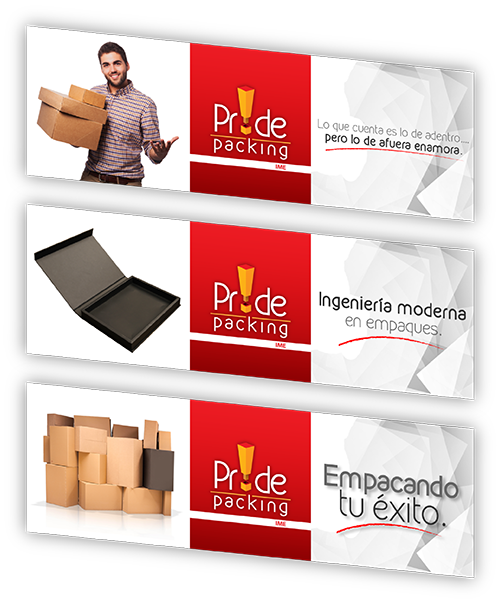 Pr!de
packing
IME
Lo que cuenta es lo de adentro...
pero lo de afuera enamora.
Pr!de
packing
IME
Ingeniería moderna
en empaques.
Pr!de
packing
IME
Empacando
tu éxito.